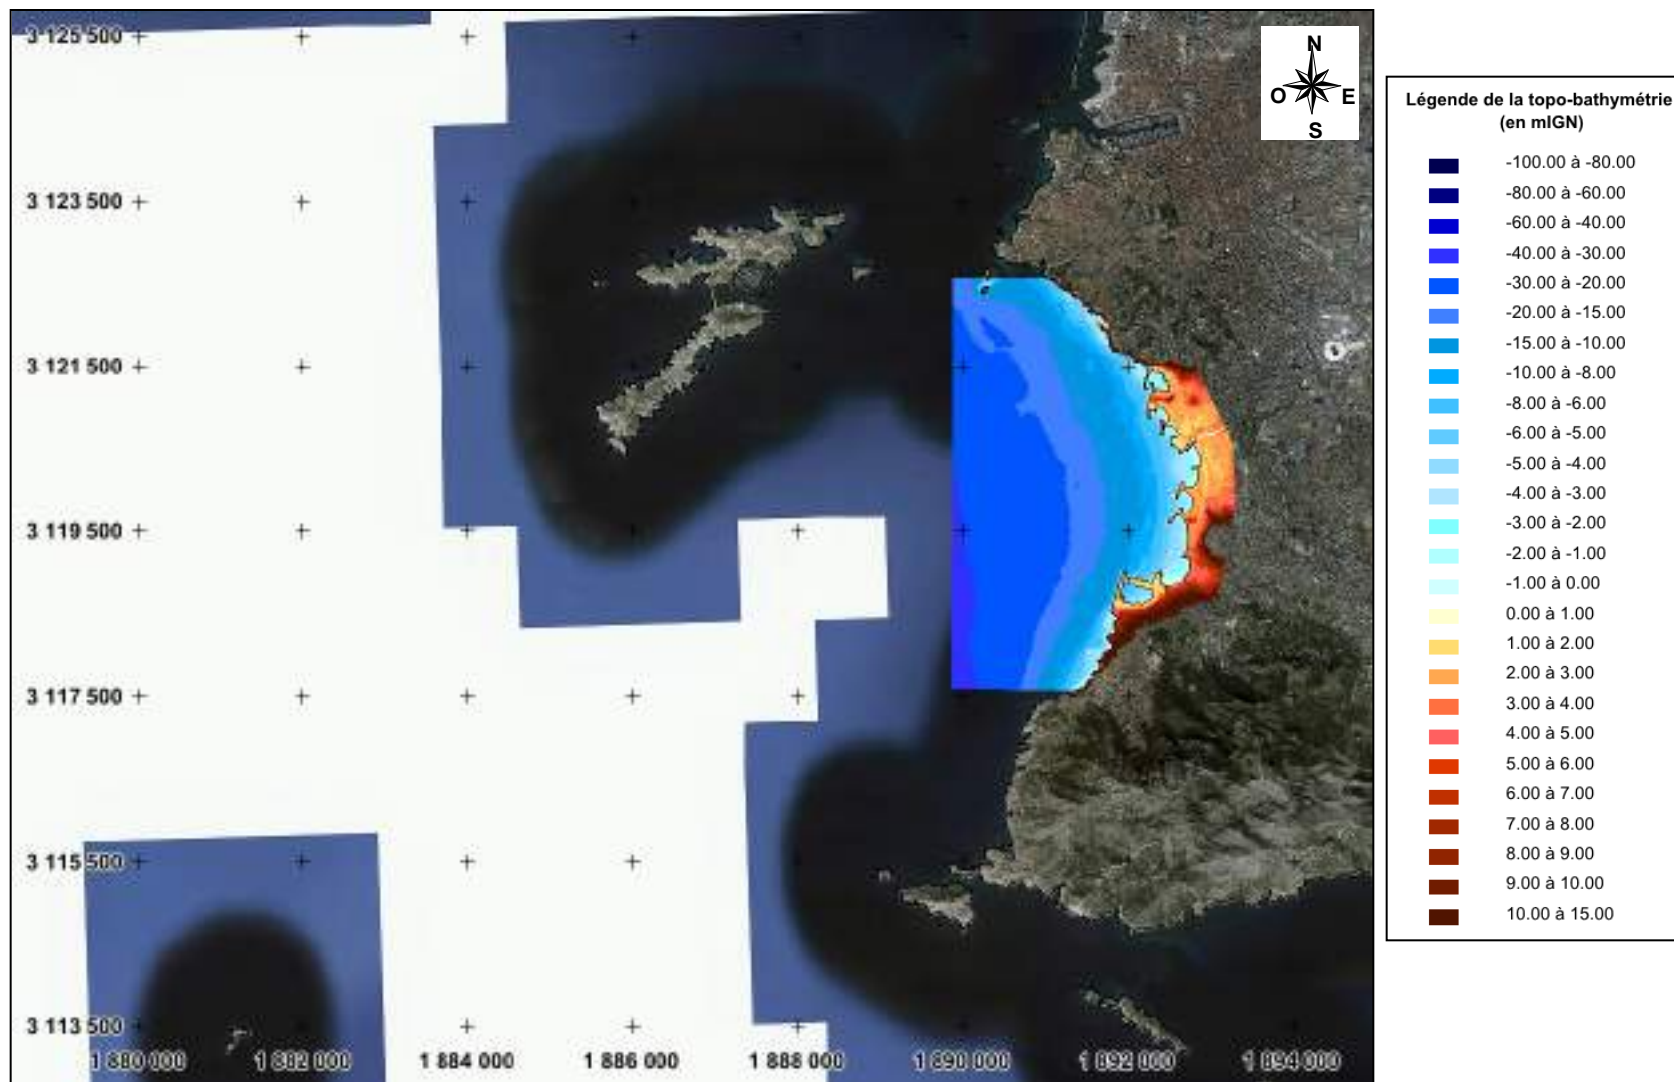 3 125 500
3 123 500
3 121 500
3 119 500
3 117 500
3 115 500
3 113 500
1 880 000
1 882 000
1 884 000
1 886 000
1 888 000
1 890 000
1 892 000
1 894 000
N
O E
S
Légende de la topo-bathymétrie
(en mIGN)
-100.00 à -80.00
-80.00 à -60.00
-60.00 à -40.00
-40.00 à -30.00
-30.00 à -20.00
-20.00 à -15.00
-15.00 à -10.00
-10.00 à -8.00
-8.00 à -6.00
-6.00 à -5.00
-5.00 à -4.00
-4.00 à -3.00
-3.00 à -2.00
-2.00 à -1.00
-1.00 à 0.00
0.00 à 1.00
1.00 à 2.00
2.00 à 3.00
3.00 à 4.00
4.00 à 5.00
5.00 à 6.00
6.00 à 7.00
7.00 à 8.00
8.00 à 9.00
9.00 à 10.00
10.00 à 15.00